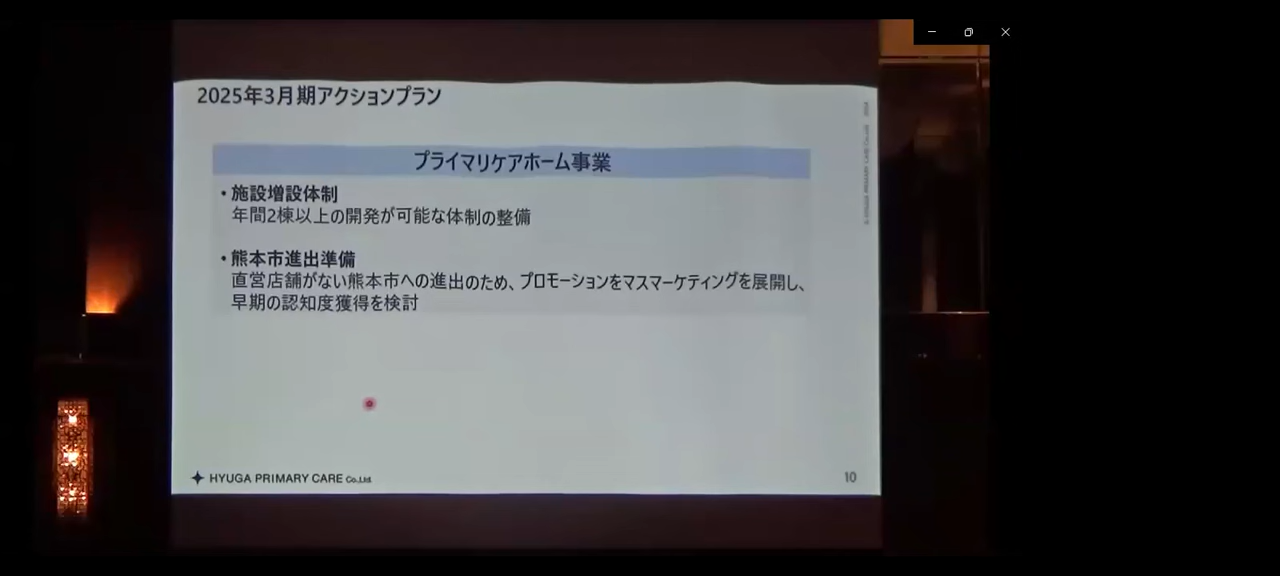 2025年3月期アクションプラン
プライマリケアホーム事業
・施設増設体制
年間2棟以上の開発が可能な体制の整備
・熊本市進出準備
直営店舗がない熊本市への進出のため、プロモーションをマスマーケティングを展開し、
早期の認知度獲得を検討
HYUGA PRIMARY CARE Co.,Ltd.
10